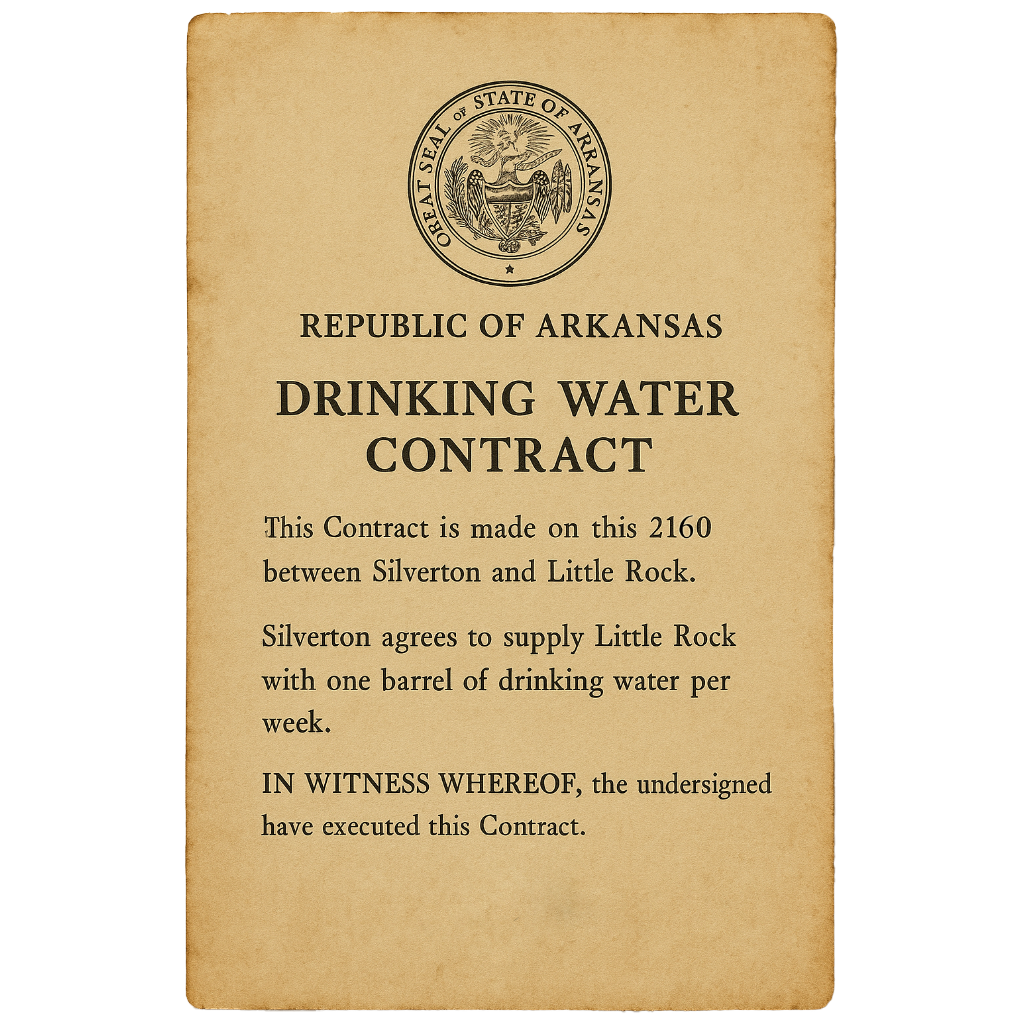 OREAT SEAL OF STATE OF ARRANSAS
REPUBLIC OF ARKANSAS
DRINKING WATER
CONTRACT
This Contract is made on this 2160
between Silverton and Little Rock.
Silverton agrees to supply Little Rock
with one barrel of drinking water per
week.
IN WITNESS WHEREOF, the undersigned
have executed this Contract.